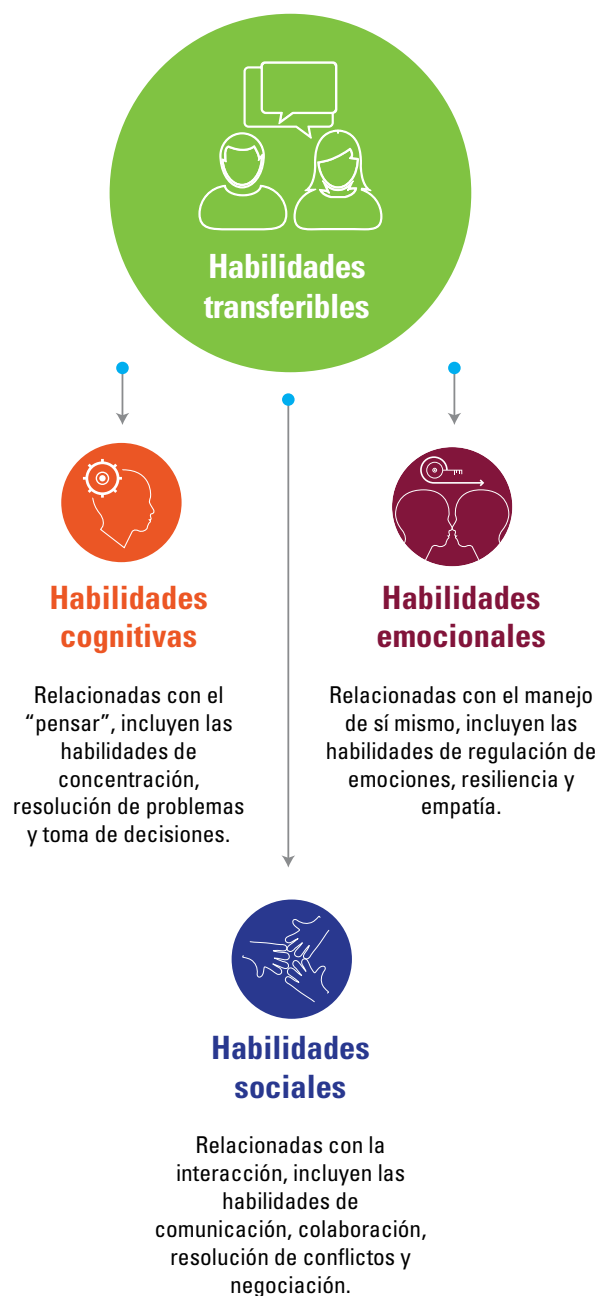 Habilidades
transferibles
Habilidades
cognitivas
Relacionadas con el
“pensar”, incluyen las
habilidades de
concentración,
resolución de problemas
y toma de decisiones.
Habilidades
emocionales
Relacionadas con el manejo
de sí mismo, incluyen las
habilidades de regulación de
emociones, resiliencia y
empatía.
Habilidades
sociales
Relacionadas con la
interacción, incluyen las
habilidades de
comunicación, colaboración,
resolución de conflictos y
negociación.